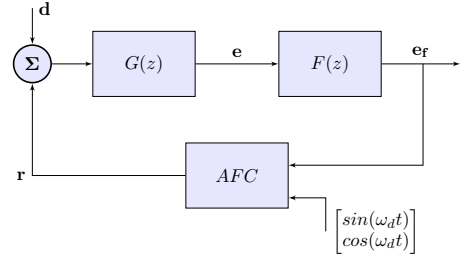 d
Σ
G(z)
e
F(z)
e_f
r
AFC
[sin(ω_d t)]
[cos(ω_d t)]